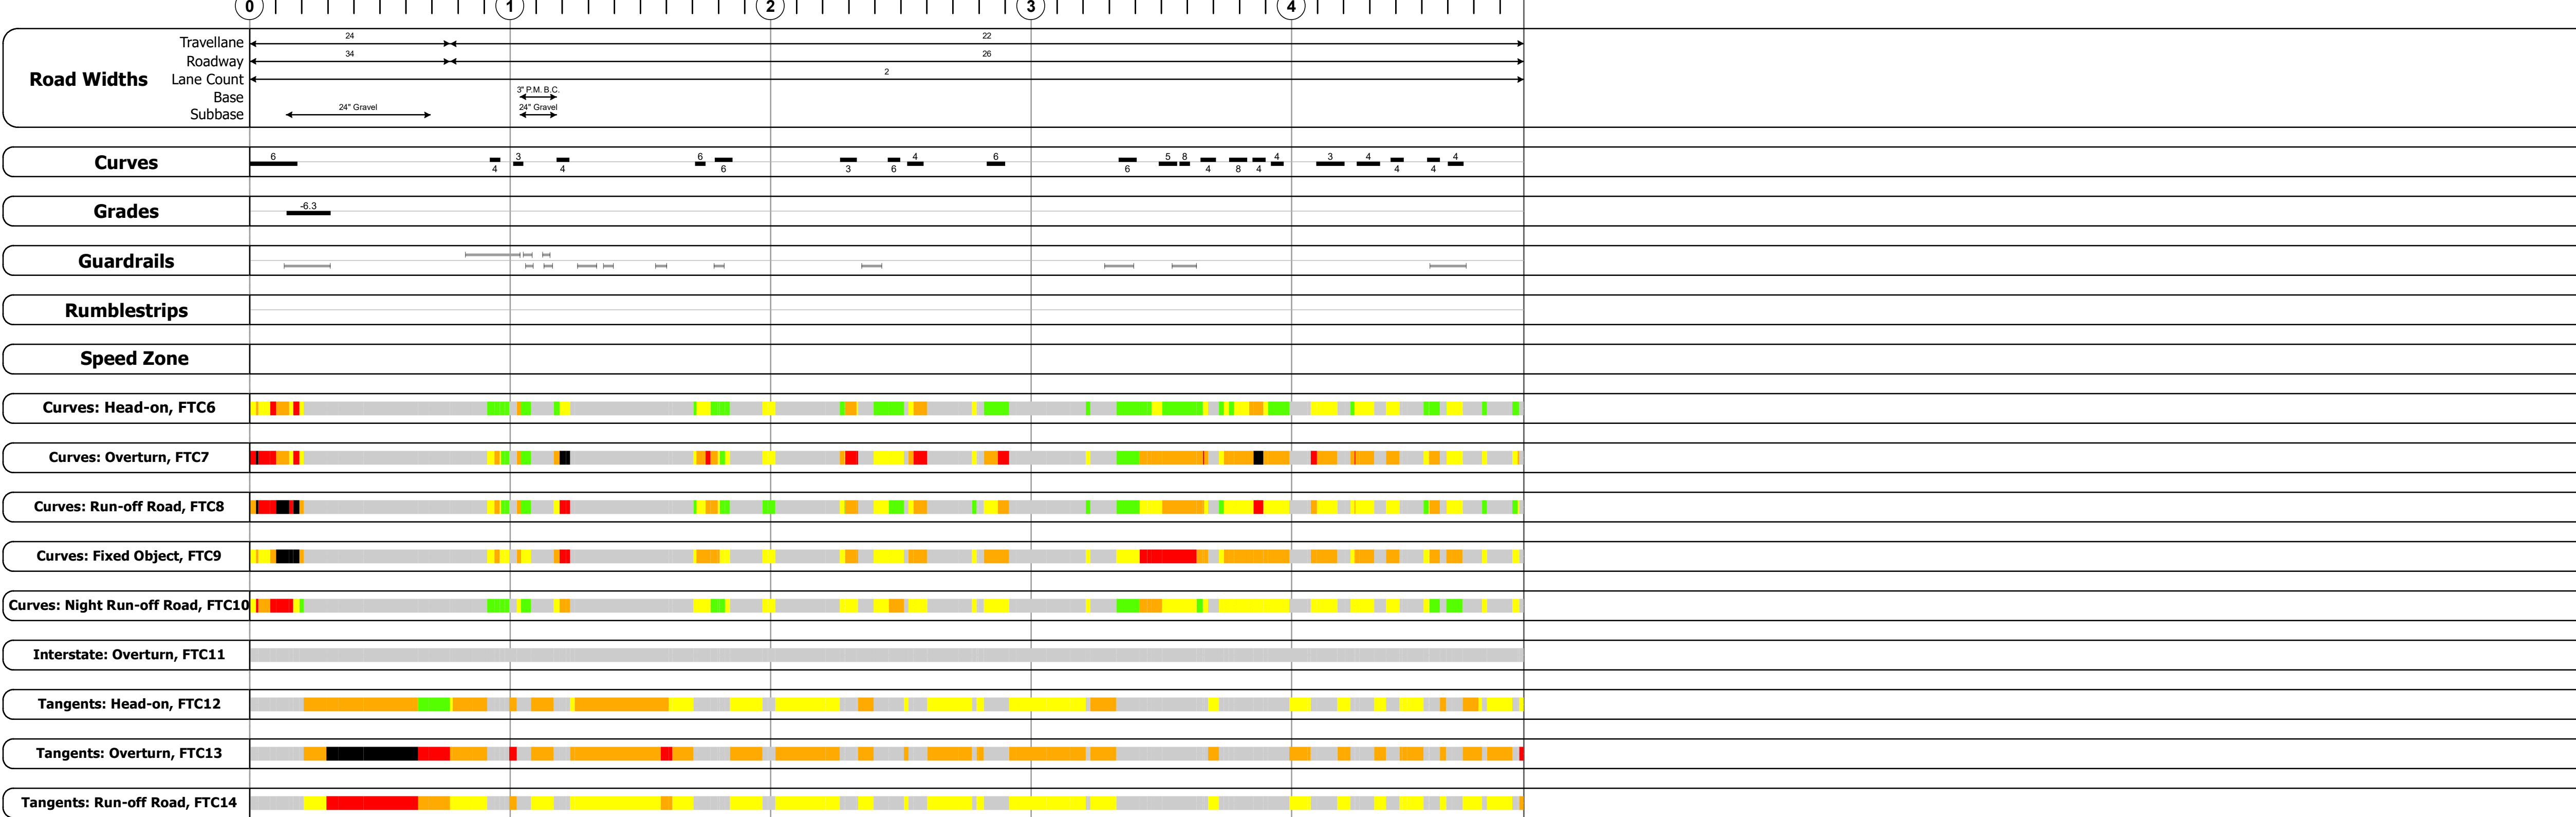 0 1 2 3 4
24 22
Travellane
34 26
Roadway
2
Road Widths Lane Count
3" P.M. B.C.
Base
24" Gravel 24" Gravel
Subbase
6 3 6 4 6 5 8 4 3 4 4
Curves
4 4 6 3 6 6 4 8 4 4 4
-6.3
Grades
Guardrails
Rumblestrips
Speed Zone
Curves: Head-on, FTC6
Curves: Overturn, FTC7
Curves: Run-off Road, FTC8
Curves: Fixed Object, FTC9
Curves: Night Run-off Road, FTC10
Interstate: Overturn, FTC11
Tangents: Head-on, FTC12
Tangents: Overturn, FTC13
Tangents: Run-off Road, FTC14